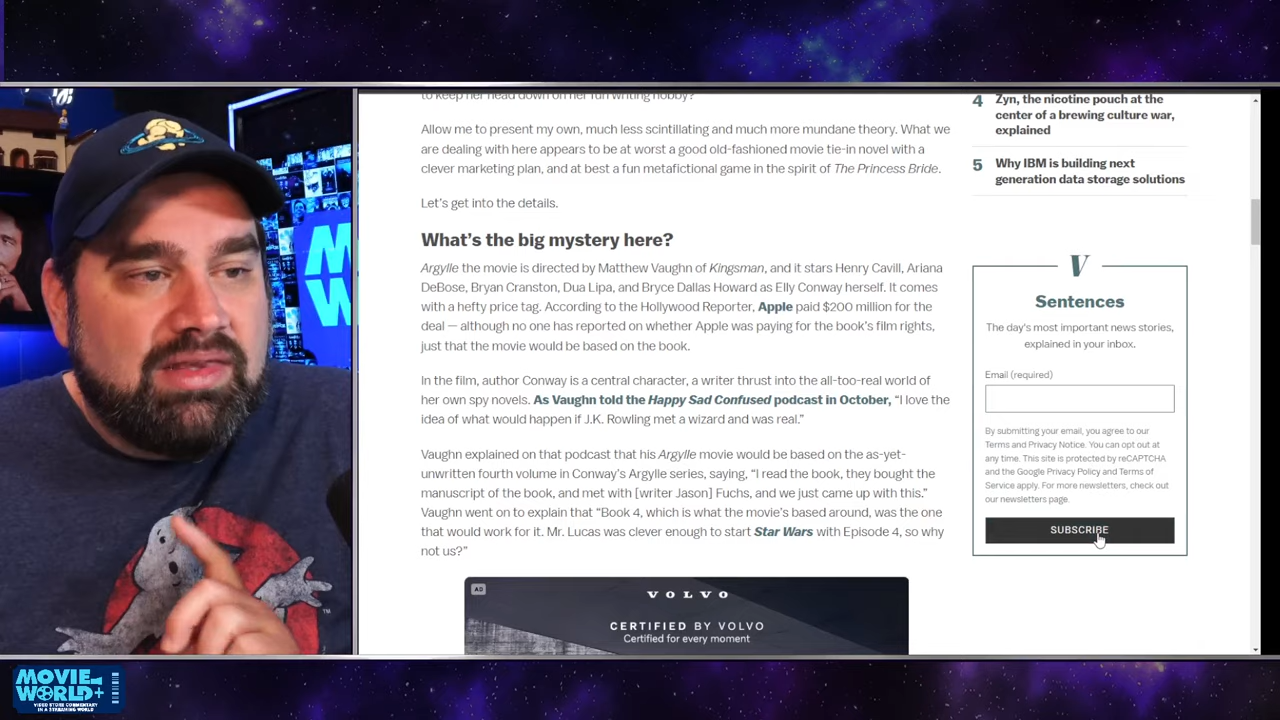 to keep her head down on her fun writing hobby?
Allow me to present my own, much less scintillating and much more mundane theory. What we
are dealing with here appears to be at worst a good old-fashioned movie tie-in novel with a
clever marketing plan, and at best a fun metafictional game in the spirit of The Princess Bride.
Let's get into the details.
What's the big mystery here?
Argylle the movie is directed by Matthew Vaughn of Kingsman, and it stars Henry Cavill, Ariana
DeBose, Bryan Cranston, Dua Lipa, and Bryce Dallas Howard as Elly Conway herself. It comes
with a hefty price tag. According to the Hollywood Reporter, Apple paid $200 million for the
deal — although no one has reported on whether Apple was paying for the book's film rights,
just that the movie would be based on the book.
In the film, author Conway is a central character, a writer thrust into the all-too-real world of
her own spy novels. As Vaughn told the Happy Sad Confused podcast in October, “I love the
idea of what would happen if J.K. Rowling met a wizard and was real.”
Vaughn explained on that podcast that his Argylle movie would be based on the as-yet-
unwritten fourth volume in Conway's Argylle series, saying, “I read the book, they bought the
manuscript of the book, and met with [writer Jason] Fuchs, and we just came up with this.”
Vaughn went on to explain that “Book 4, which is what the movie's based around, was the one
that would work for it. Mr. Lucas was clever enough to start Star Wars with Episode 4, so why
not us?”
AD
VOLVO
CERTIFIED BY VOLVO
Certified for every moment
4 Zyn, the nicotine pouch at the
center of a brewing culture war,
explained
5 Why IBM is building next
generation data storage solutions
V
Sentences
The day's most important news stories,
explained in your inbox.
Email (required)
By submitting your email, you agree to our
Terms and Privacy Notice. You can opt out at
any time. This site is protected by reCAPTCHA
and the Google Privacy Policy and Terms of
Service apply. For more newsletters, check out
our newsletters page.
SUBSCRIBE
M
W
TM
MOVIE
WORLD+
VIDEO STORE COMMENTARY
IN A STREAMING WORLD